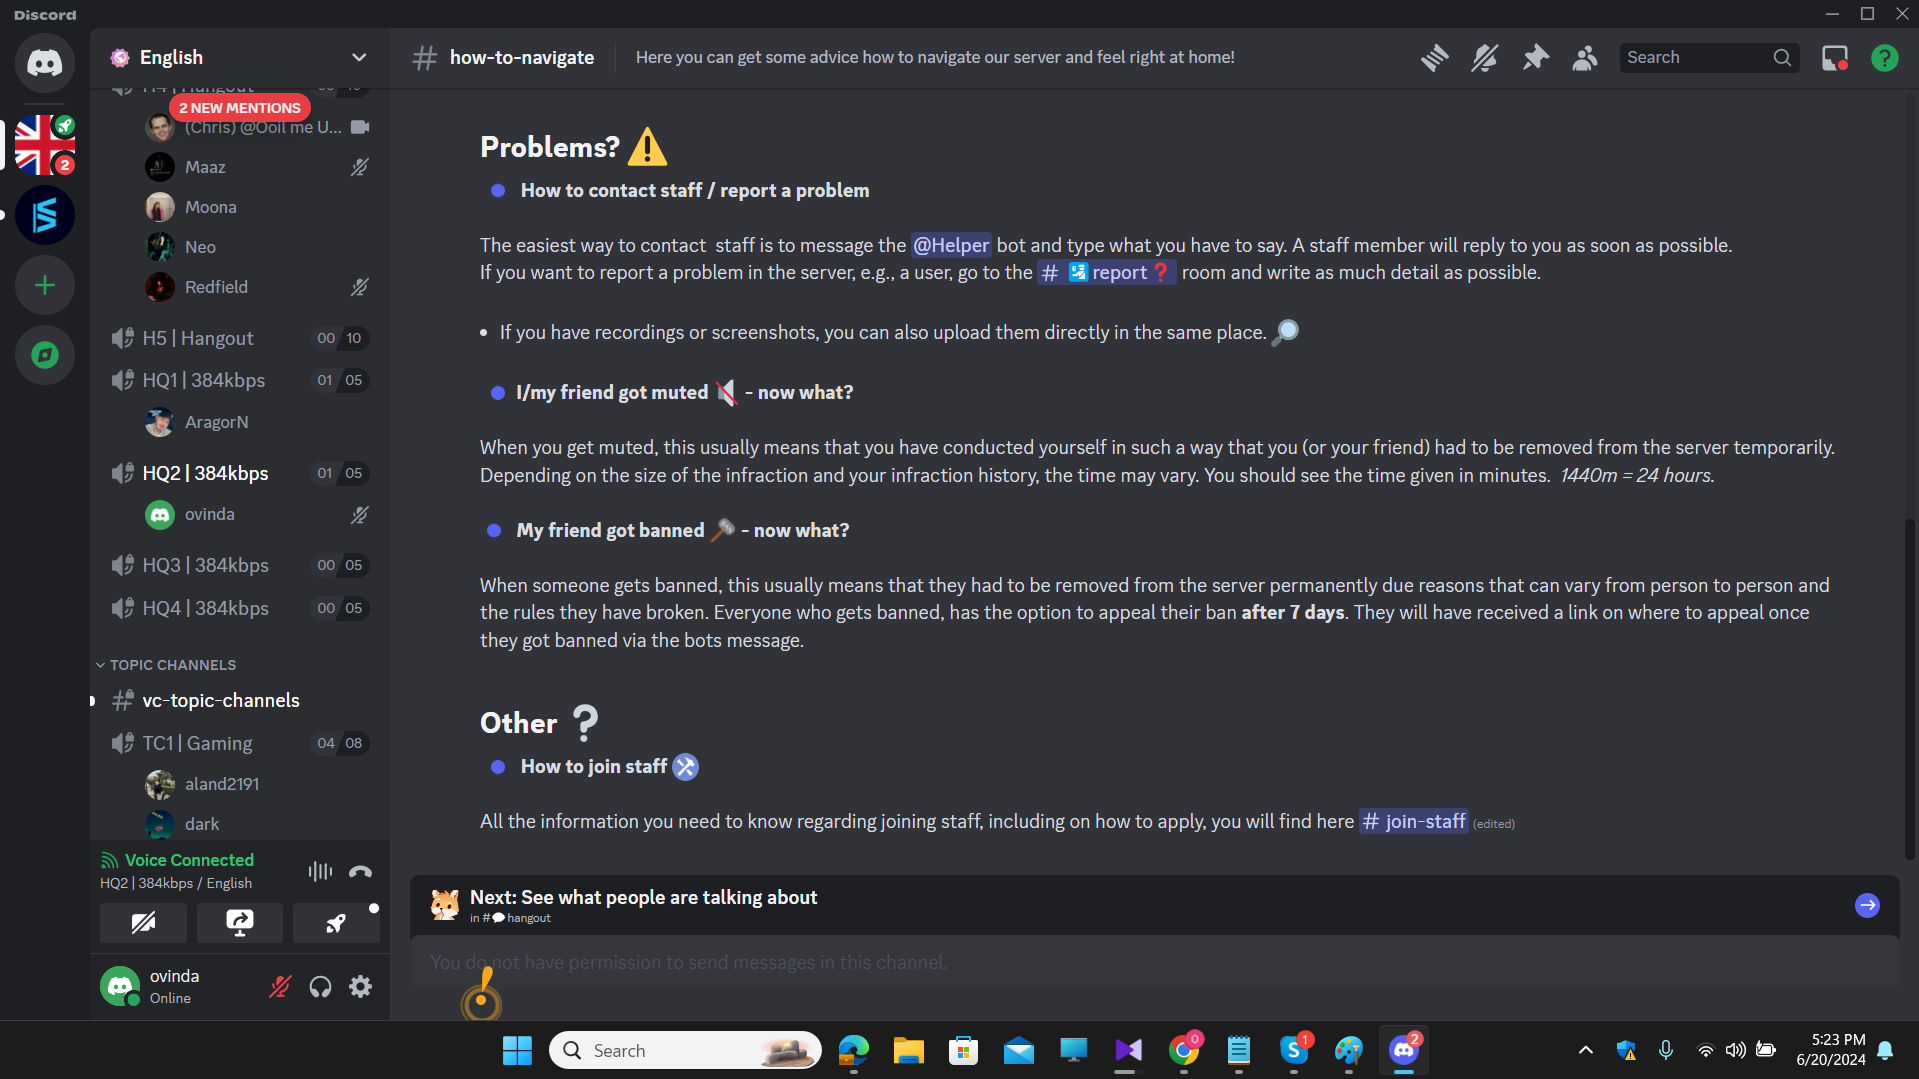 Discord
English
how-to-navigate
Here you can get some advice how to navigate our server and feel right at home!
Search
2 NEW MENTIONS
(Chris) @Ooil me U...
2
Maaz
Moona
Neo
Redfield
H5 | Hangout 00 10
HQ1 | 384kbps 01 05
AragorN
HQ2 | 384kbps 01 05
ovinda
HQ3 | 384kbps 00 05
HQ4 | 384kbps 00 05
TOPIC CHANNELS
vc-topic-channels
TC1 | Gaming 04 08
aland2191
dark
Voice Connected
HQ2 | 384kbps / English
ovinda
Online
Problems?
How to contact staff / report a problem
The easiest way to contact  staff is to message the @Helper bot and type what you have to say. A staff member will reply to you as soon as possible.
If you want to report a problem in the server, e.g., a user, go to the # report❓ room and write as much detail as possible.
• If you have recordings or screenshots, you can also upload them directly in the same place.
I/my friend got muted - now what?
When you get muted, this usually means that you have conducted yourself in such a way that you (or your friend) had to be removed from the server temporarily.
Depending on the size of the infraction and your infraction history, the time may vary. You should see the time given in minutes.  1440m = 24 hours.
My friend got banned - now what?
When someone gets banned, this usually means that they had to be removed from the server permanently due reasons that can vary from person to person and
the rules they have broken. Everyone who gets banned, has the option to appeal their ban after 7 days. They will have received a link on where to appeal once
they got banned via the bots message.
Other ❔
How to join staff
All the information you need to know regarding joining staff, including on how to apply, you will find here # join-staff (edited)
Next: See what people are talking about
in # hangout
You do not have permission to send messages in this channel.
Search
0
1
2
5:23 PM
6/20/2024